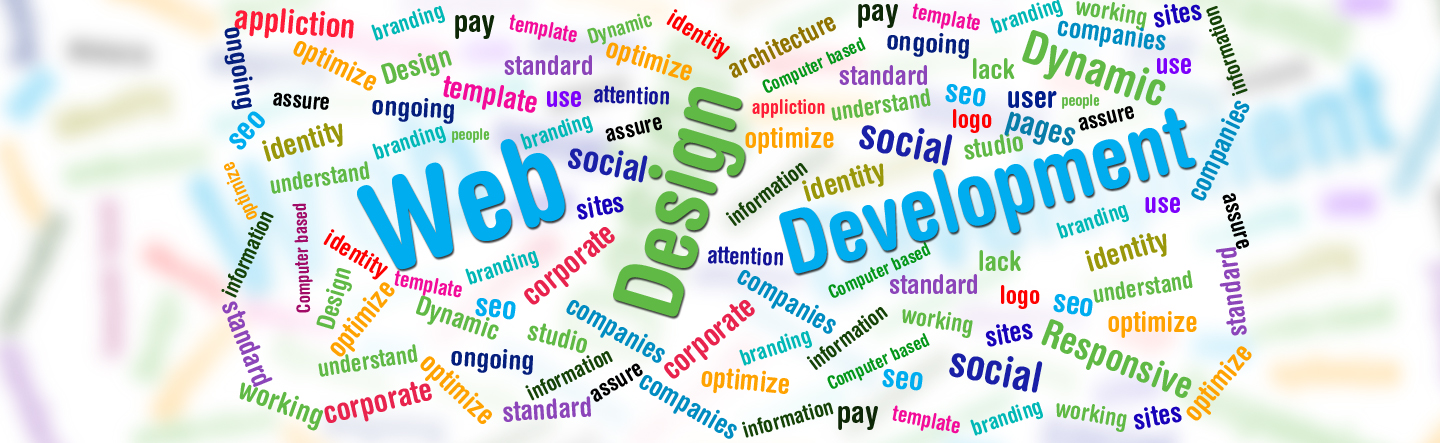 appliction
branding
pay
template
Dynamic
identity
architecture
pay
template
branding
working
sites
ongoing
optimize
Design
standard
optimize
Computer based
ongoing
companies
Dynamic
information
template
use
attention
standard
lack
use
assure
ongoing
seo
identity
branding
people
branding
assure
appliction
understand
seo
user
people
logo
pages
assure
optimize
social
studio
companies
optimize
understand
Web
social
Design
information
identity
Development
sites
branding
use
assure
information
Computer based
identity
template
branding
corporate
attention
Computer based
lack
identity
standard
Design
optimize
Dynamic
seo
studio
companies
companies
standard
logo
seo
understand
standard
understand
ongoing
corporate
branding
information
working
sites
optimize
Responsive
working
corporate
optimize
information
standard
assure
companies
optimize
Computer based
seo
social
optimize
information
pay
template
branding
working
sites